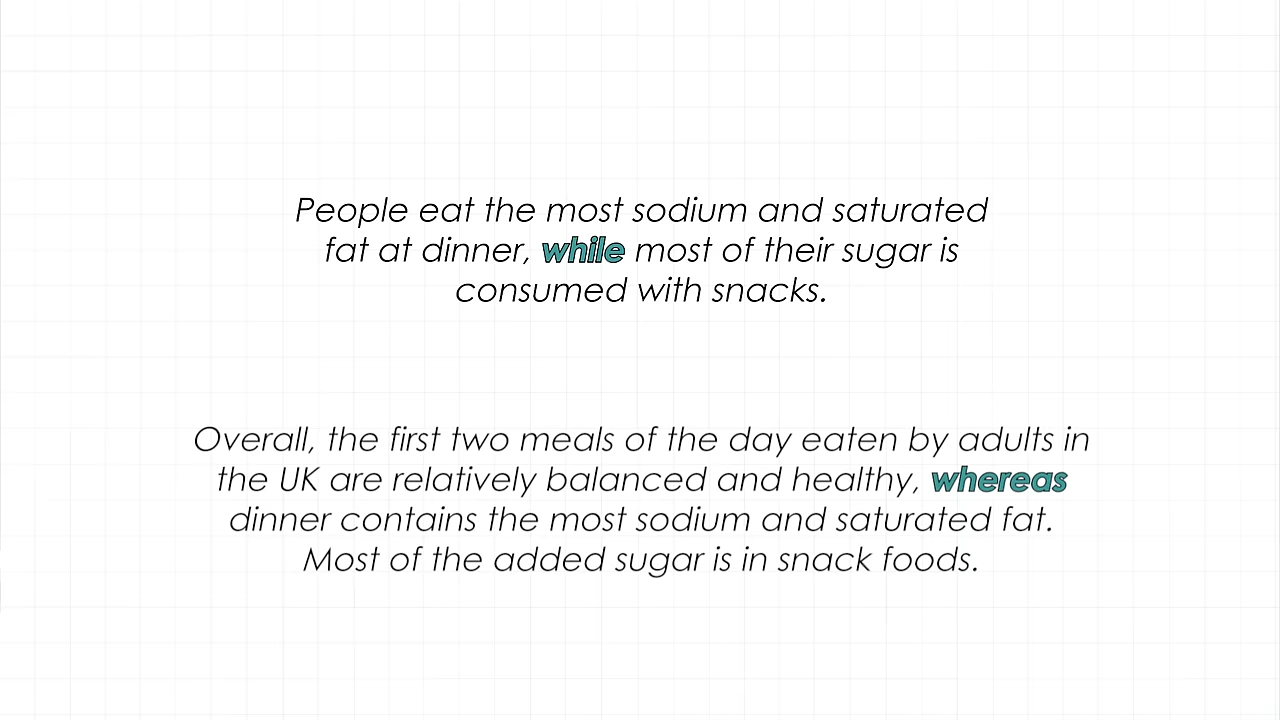 People eat the most sodium and saturated
fat at dinner, while most of their sugar is
consumed with snacks.
Overall, the first two meals of the day eaten by adults in
the UK are relatively balanced and healthy, whereas
dinner contains the most sodium and saturated fat.
Most of the added sugar is in snack foods.